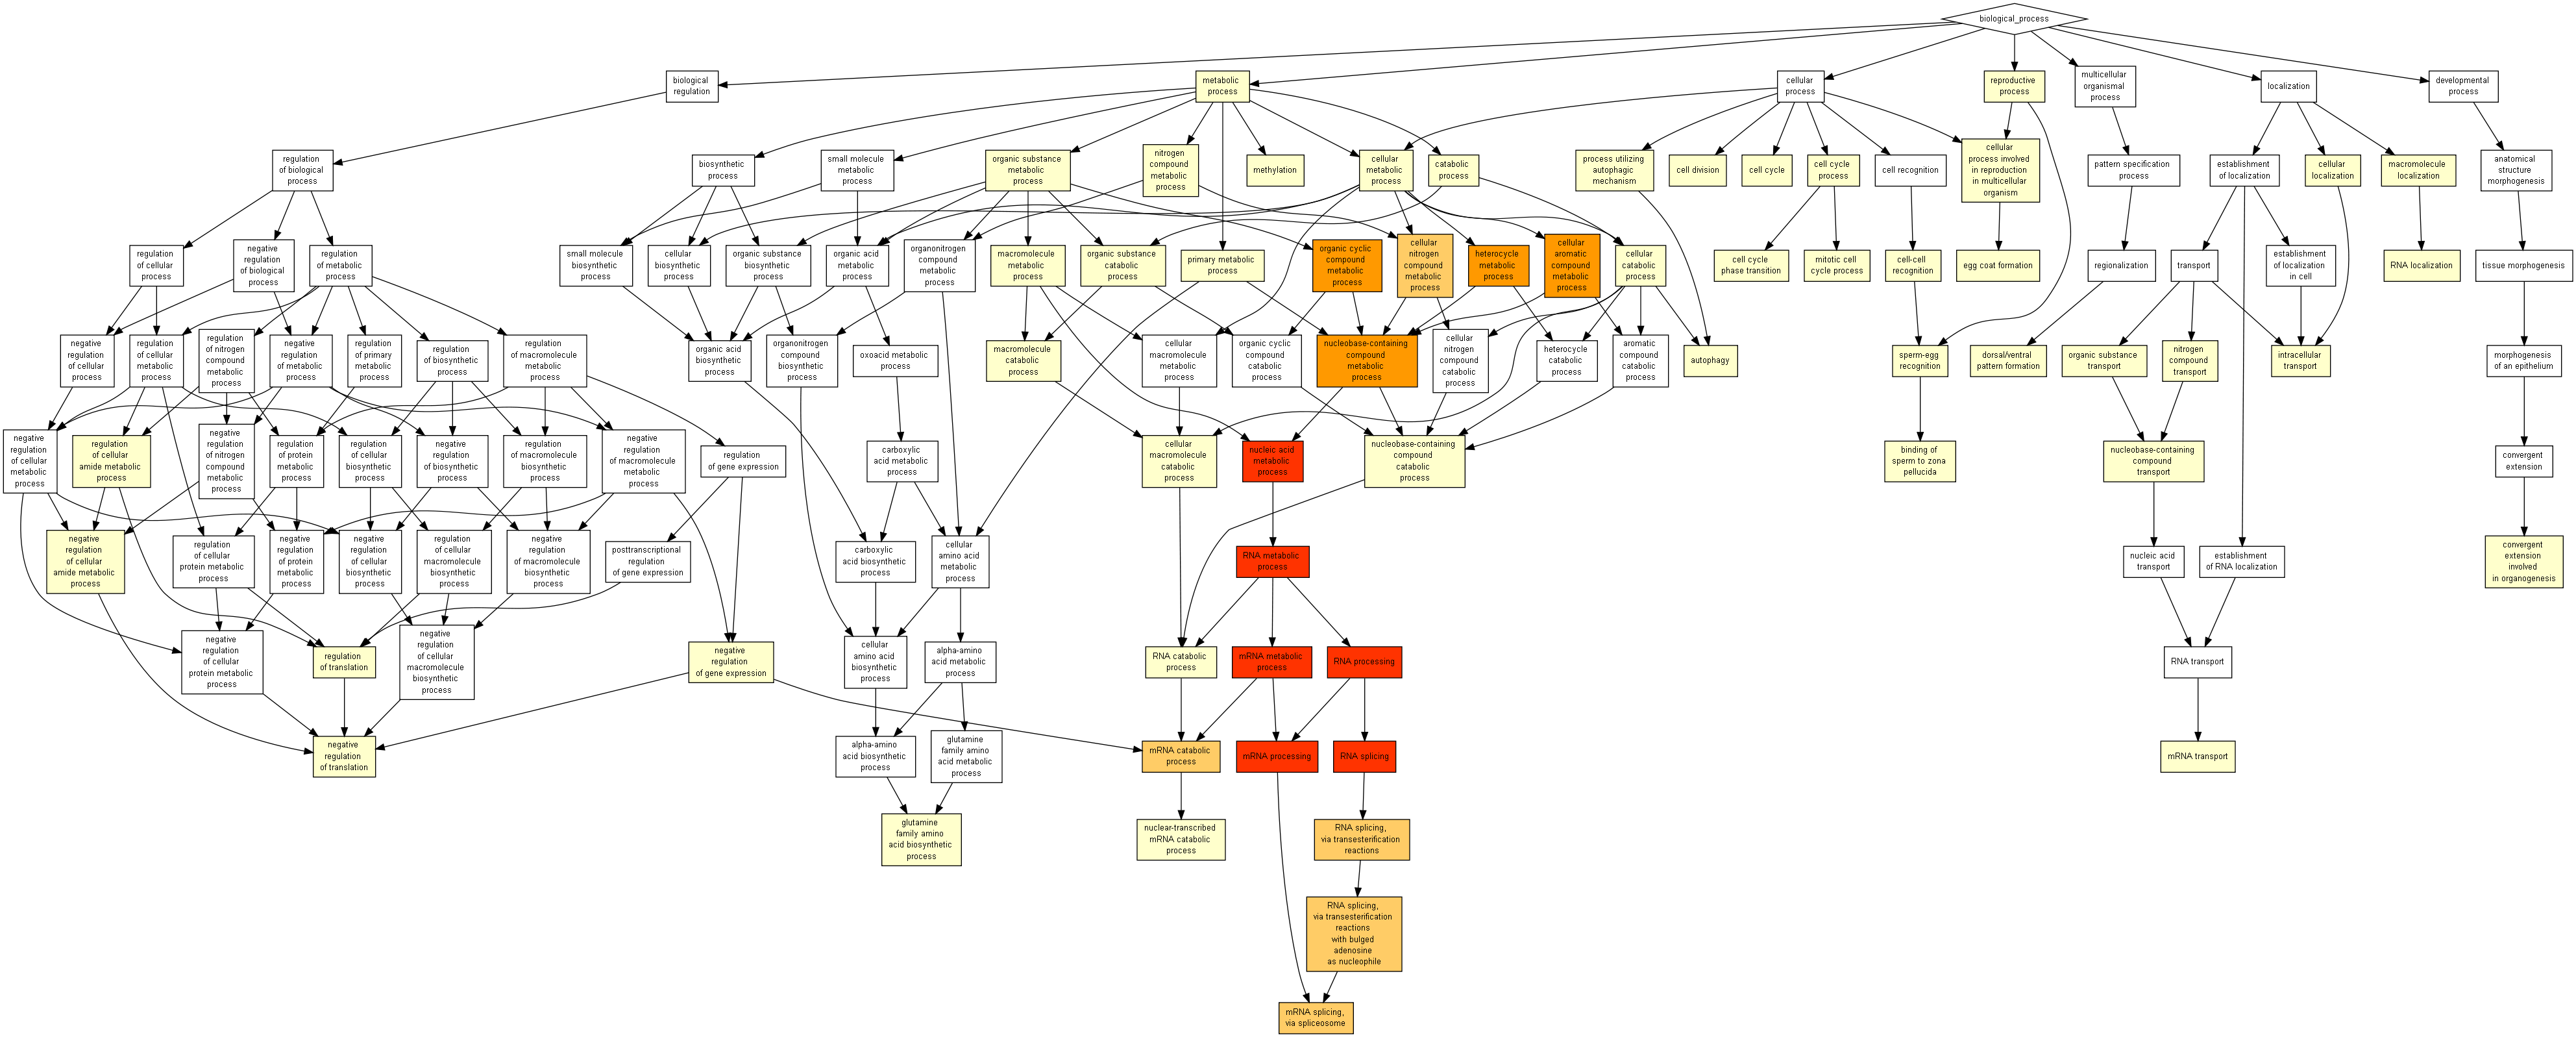 biological_process
biological
regulation
metabolic
process
cellular
process
reproductive
process
multicellular
organismal
process
localization
developmental
process
regulation
of biological
process
biosynthetic
process
small molecule
metabolic
process
organic substance
metabolic
process
nitrogen
compound
metabolic
process
methylation
cellular
metabolic
process
catabolic
process
process utilizing
autophagic
mechanism
cell division
cell cycle
cell cycle
process
cell recognition
cellular
process involved
in reproduction
in multicellular
organism
pattern specification
process
establishment
of localization
cellular
localization
macromolecule
localization
anatomical
structure
morphogenesis
regulation
of cellular
process
negative
regulation
of biological
process
regulation
of metabolic
process
small molecule
biosynthetic
process
cellular
biosynthetic
process
organic substance
biosynthetic
process
organic acid
metabolic
process
organonitrogen
compound
metabolic
process
macromolecule
metabolic
process
organic substance
catabolic
process
primary metabolic
process
organic cyclic
compound
metabolic
process
cellular
nitrogen
compound
metabolic
process
heterocycle
metabolic
process
cellular
aromatic
compound
metabolic
process
cellular
catabolic
process
cell cycle
phase transition
mitotic cell
cycle process
cell-cell
recognition
egg coat formation
regionalization
transport
establishment
of localization
in cell
RNA localization
tissue morphogenesis
negative
regulation
of cellular
process
regulation
of cellular
metabolic
process
regulation
of nitrogen
compound
metabolic
process
negative
regulation
of metabolic
process
regulation
of primary
metabolic
process
regulation
of biosynthetic
process
regulation
of macromolecule
metabolic
process
organic acid
biosynthetic
process
organonitrogen
compound
biosynthetic
process
oxoacid metabolic
process
macromolecule
catabolic
process
cellular
macromolecule
metabolic
process
organic cyclic
compound
catabolic
process
nucleobase-containing
compound
metabolic
process
cellular
nitrogen
compound
catabolic
process
heterocycle
catabolic
process
aromatic
compound
catabolic
process
autophagy
sperm-egg
recognition
dorsal/ventral
pattern formation
organic substance
transport
nitrogen
compound
transport
intracellular
transport
morphogenesis
of an epithelium
negative
regulation
of cellular
metabolic
process
regulation
of cellular
amide metabolic
process
negative
regulation
of nitrogen
compound
metabolic
process
regulation
of protein
metabolic
process
regulation
of cellular
biosynthetic
process
negative
regulation
of biosynthetic
process
regulation
of macromolecule
biosynthetic
process
negative
regulation
of macromolecule
metabolic
process
regulation
of gene expression
carboxylic
acid metabolic
process
cellular
macromolecule
catabolic
process
nucleic acid
metabolic
process
nucleobase-containing
compound
catabolic
process
binding of
sperm to zona
pellucida
nucleobase-containing
compound
transport
convergent
extension
negative
regulation
of cellular
amide metabolic
process
regulation
of cellular
protein metabolic
process
negative
regulation
of protein
metabolic
process
negative
regulation
of cellular
biosynthetic
process
regulation
of cellular
macromolecule
biosynthetic
process
negative
regulation
of macromolecule
biosynthetic
process
posttranscriptional
regulation
of gene expression
carboxylic
acid biosynthetic
process
cellular
amino acid
metabolic
process
RNA metabolic
process
nucleic acid
transport
establishment
of RNA localization
convergent
extension
involved
in organogenesis
negative
regulation
of cellular
protein metabolic
process
regulation
of translation
negative
regulation
of cellular
macromolecule
biosynthetic
process
negative
regulation
of gene expression
cellular
amino acid
biosynthetic
process
alpha-amino
acid metabolic
process
RNA catabolic
process
mRNA metabolic
process
RNA processing
RNA transport
negative
regulation
of translation
alpha-amino
acid biosynthetic
process
glutamine
family amino
acid metabolic
process
mRNA catabolic
process
mRNA processing
RNA splicing
mRNA transport
glutamine
family amino
acid biosynthetic
process
nuclear-transcribed
mRNA catabolic
process
RNA splicing,
via transesterification
reactions
RNA splicing,
via transesterification
reactions
with bulged
adenosine
as nucleophile
mRNA splicing,
via spliceosome